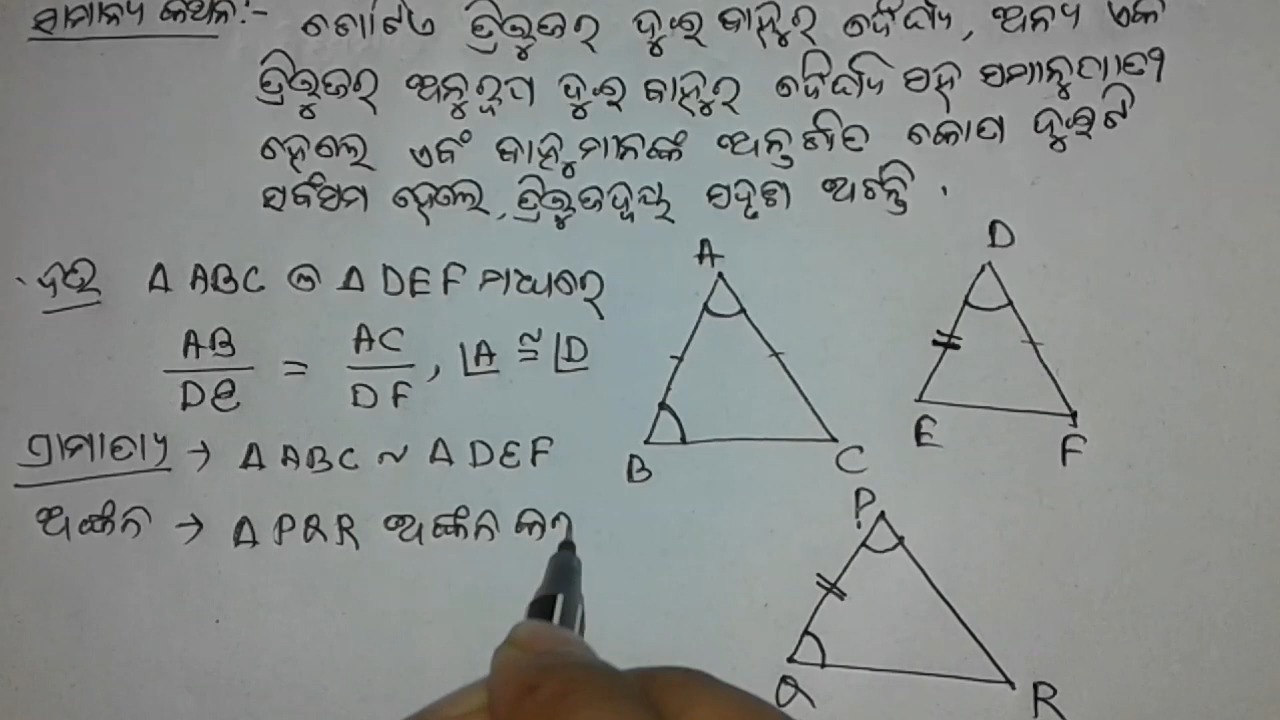 ସାମାନ୍ୟ କଥନ :- ଗୋଟିଏ ତ୍ରିଭୁଜର ଦୁଇ ବାହୁର ଦୈର୍ଘ୍ୟ, ଅନ୍ୟ ଏକ
ତ୍ରିଭୁଜର ଅନୁରୂପ ଦୁଇ ବାହୁର ଦୈର୍ଘ୍ୟ ସହ ସମାନୁପାତୀ
ହେଲେ ଏବଂ ବାହୁମାନଙ୍କ ଅନ୍ତର୍ଗତ କୋଣ ଦୁଇଟି
ସର୍ବସମ ହେଲେ, ତ୍ରିଭୁଜଦ୍ୱୟ ସଦୃଶ ଅଟନ୍ତି .
ଦତ୍ତ Δ ABC ଓ Δ DEF ମଧ୍ୟରେ
AB/DE = AC/DF, ∠A ≅ ∠D
ପ୍ରାମାଣ୍ୟ → Δ ABC ~ Δ DEF
ଅଙ୍କନ → Δ PQR ଅଙ୍କନ କର
A
B
C
D
E
F
P
Q
R